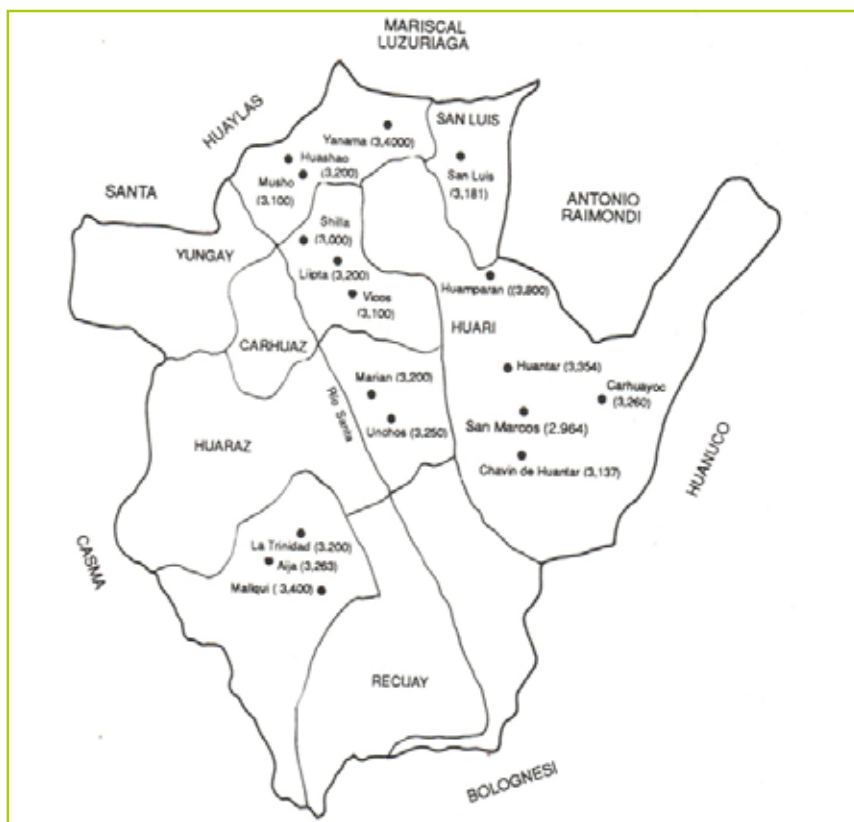 MARISCAL
LUZURIAGA
HUAYLAS
SAN LUIS
Yanama (3,4000)
Huashao
(3,200)
Musho
(3,100)
San Luis
(3,181)
SANTA
ANTONIO
RAIMONDI
Shilla
(3,000)
YUNGAY
Llipta (3,200)
Huamparan ((3,800)
Vicos
(3,100)
HUARI
CARHUAZ
Huantar (3,354)
Marian (3,200)
Carhuayoc
(3,260)
Río Santa
San Marcos (2.964)
Unchos (3,250)
HUARAZ
HUANUCO
Chavin de Huantar (3,137)
CASMA
La Trinidad (3.200)
Aija (3,263)
Mallqui ( 3,400)
RECUAY
BOLOGNESI